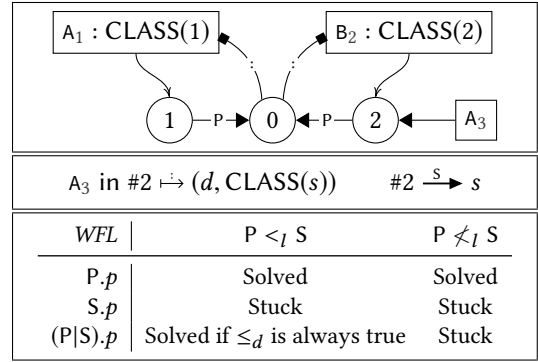 A₁ : CLASS(1) B₂ : CLASS(2)
: :
1 P 0 P 2 A₃
A₃ in #2 ↦ (d, CLASS(s)) #2 S s
WFL P <ₗ S P ≮ₗ S
P.p Solved Solved
S.p Stuck Stuck
(P|S).p Solved if ≤d is always true Stuck